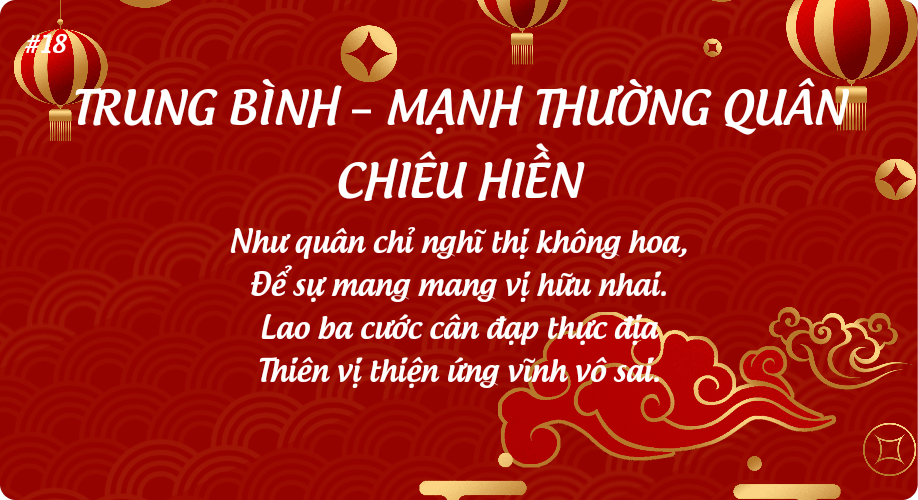 #18
TRUNG BÌNH – MẠNH THƯỜNG QUÂN
CHIÊU HIỀN
Như quân chỉ nghĩ thị không hoa,
Để sự mang mang vị hữu nhai.
Lao ba cước cân đạp thực địa
Thiên vị thiện ứng vĩnh vô sai.